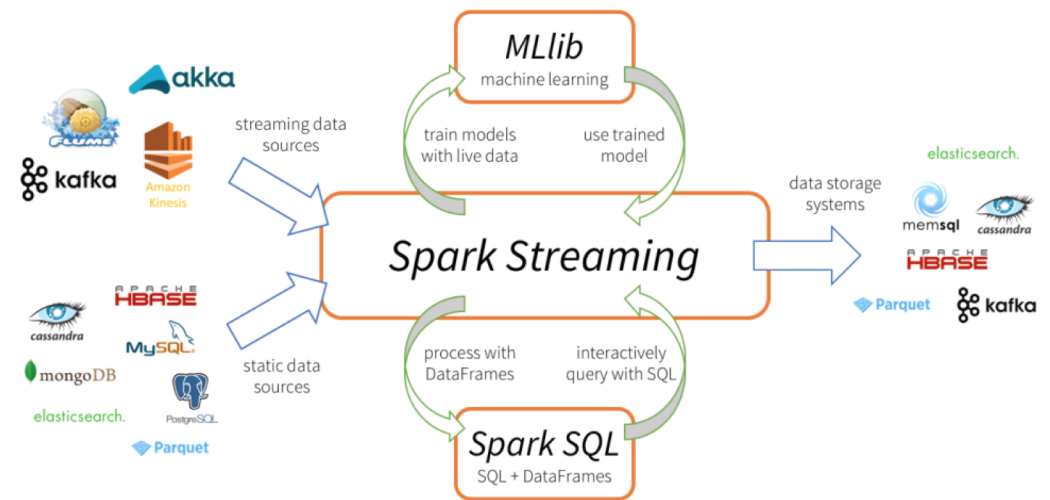 MLlib
machine learning
akka
FLUME
kafka
Amazon
Kinesis
streaming data
sources
train models
with live data
use trained
model
elasticsearch.
data storage
systems
memsql
cassandra
APACHE
HBASE
Parquet
kafka
Spark Streaming
APACHE
HBASE
cassandra
MySQL®
mongoDB
PostgreSQL
elasticsearch.
Parquet
static data
sources
process with
DataFrames
interactively
query with SQL
Spark SQL
SQL + DataFrames